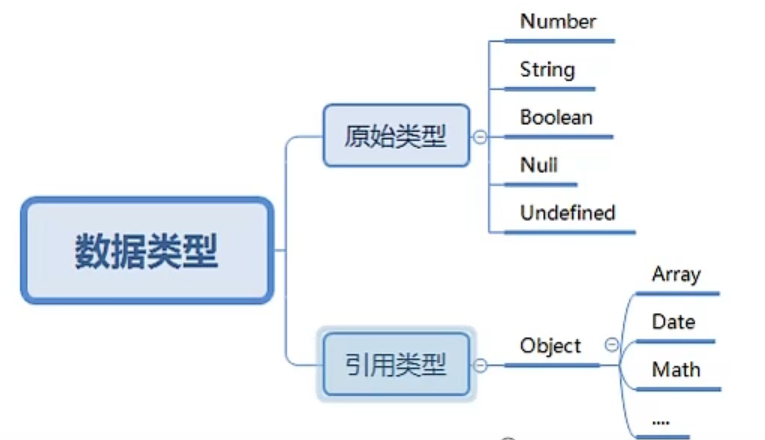 数据类型
原始类型
Number
String
Boolean
Null
Undefined
引用类型
Object
Array
Date
Math
....